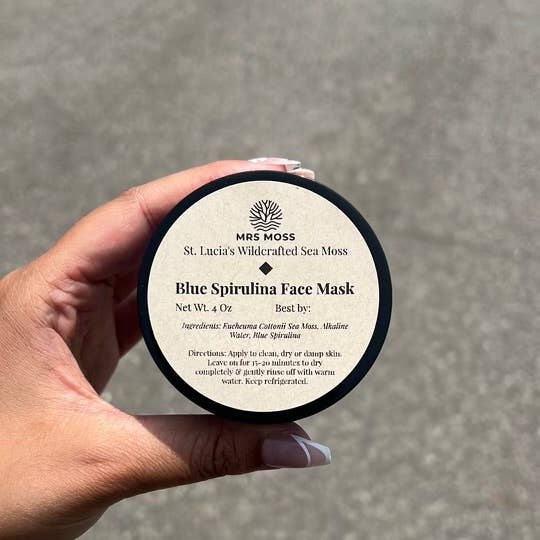 MRS MOSS
St. Lucia's Wildcrafted Sea Moss
Blue Spirulina Face Mask
Net Wt. 4 Oz Best by:
Ingredients: Eucheuma Cottonii Sea Moss, Alkaline
Water, Blue Spirulina
Directions: Apply to clean, dry or damp skin.
Leave on for 15-20 minutes to dry
completely & gently rinse off with warm
water. Keep refrigerated.